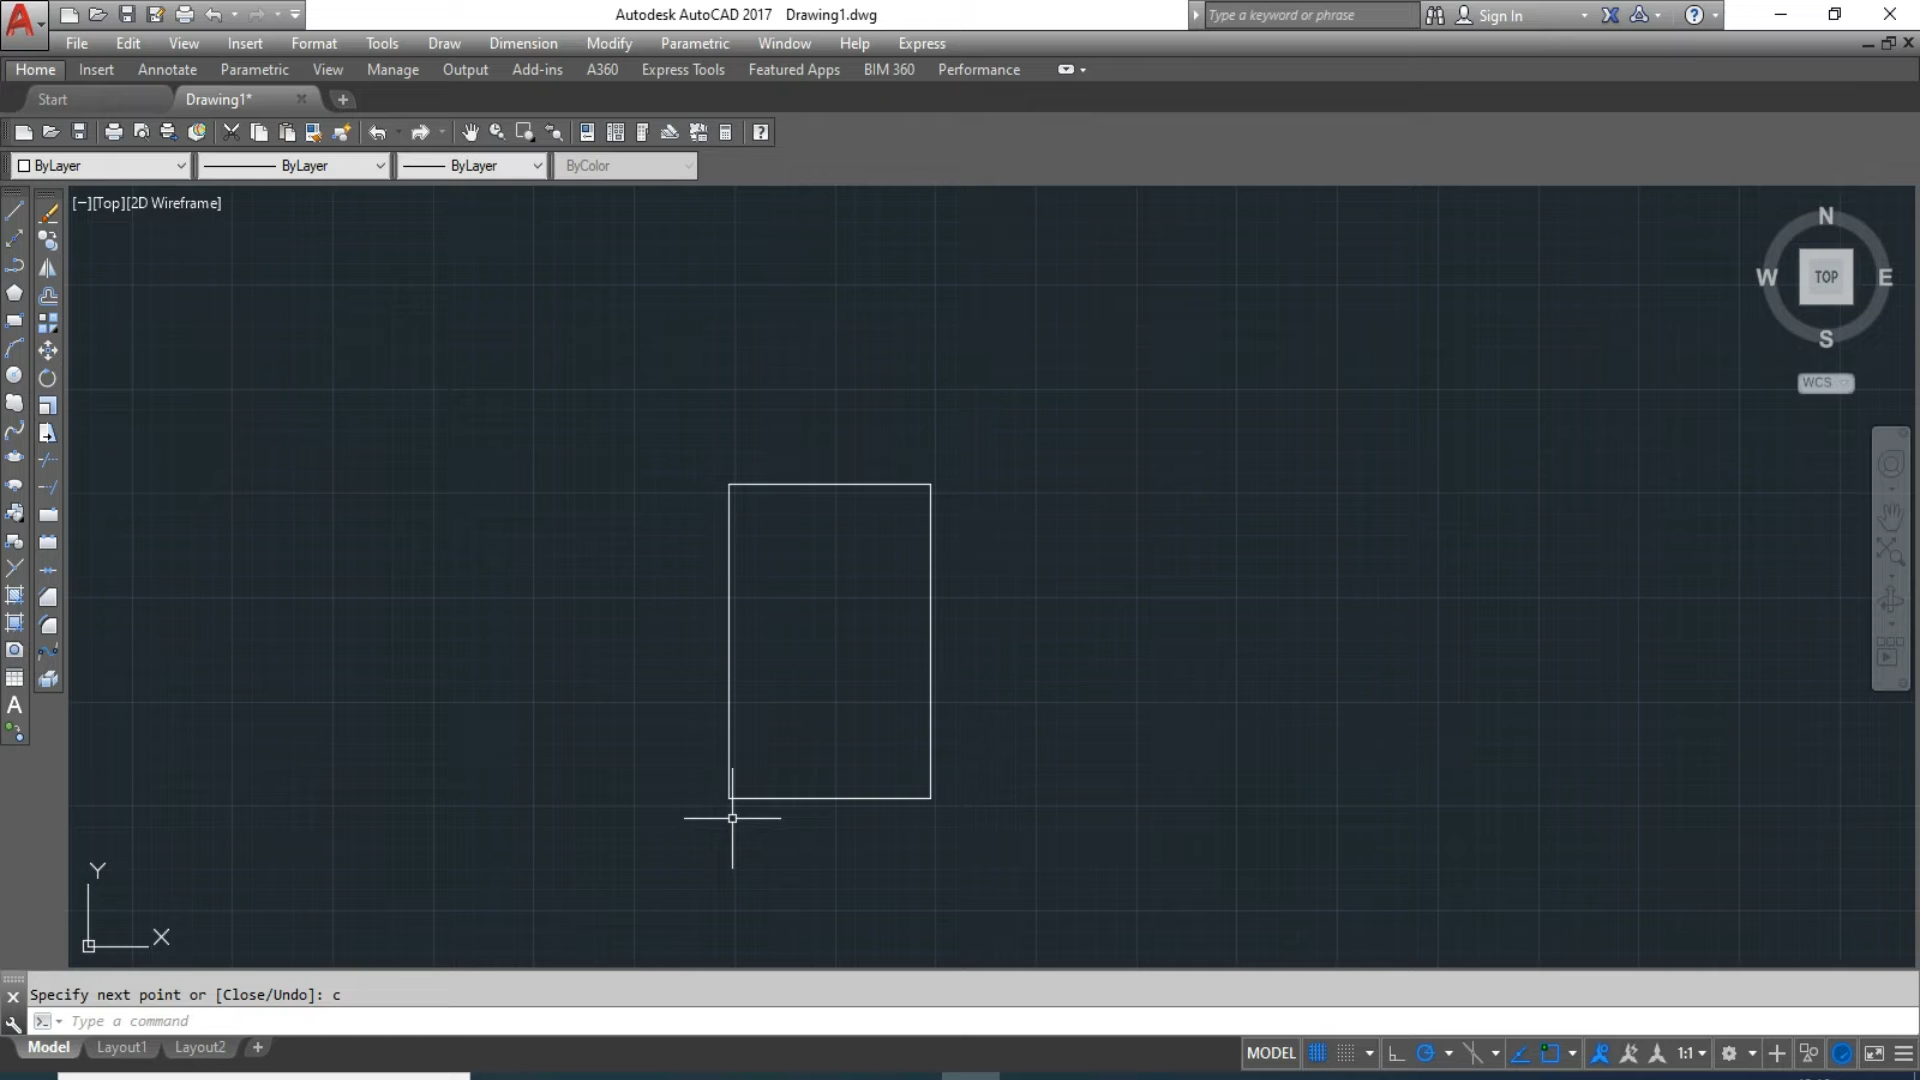 Autodesk AutoCAD 2017 Drawing1.dwg
Type a keyword or phrase
Sign In
File Edit View Insert Format Tools Draw Dimension Modify Parametric Window Help Express
Home Insert Annotate Parametric View Manage Output Add-ins A360 Express Tools Featured Apps BIM 360 Performance
Start Drawing1*
ByLayer ByLayer ByLayer ByColor
[−][Top][2D Wireframe]
N
W TOP E
S
WCS
A
Y
X
Specify next point or [Close/Undo]: c
Type a command
Model Layout1 Layout2
MODEL 1:1